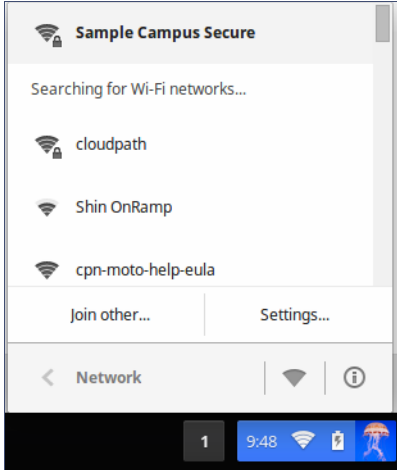 Sample Campus Secure
Searching for Wi-Fi networks...
cloudpath
Shin OnRamp
cpn-moto-help-eula
Join other...
Settings...
Network
1
9:48